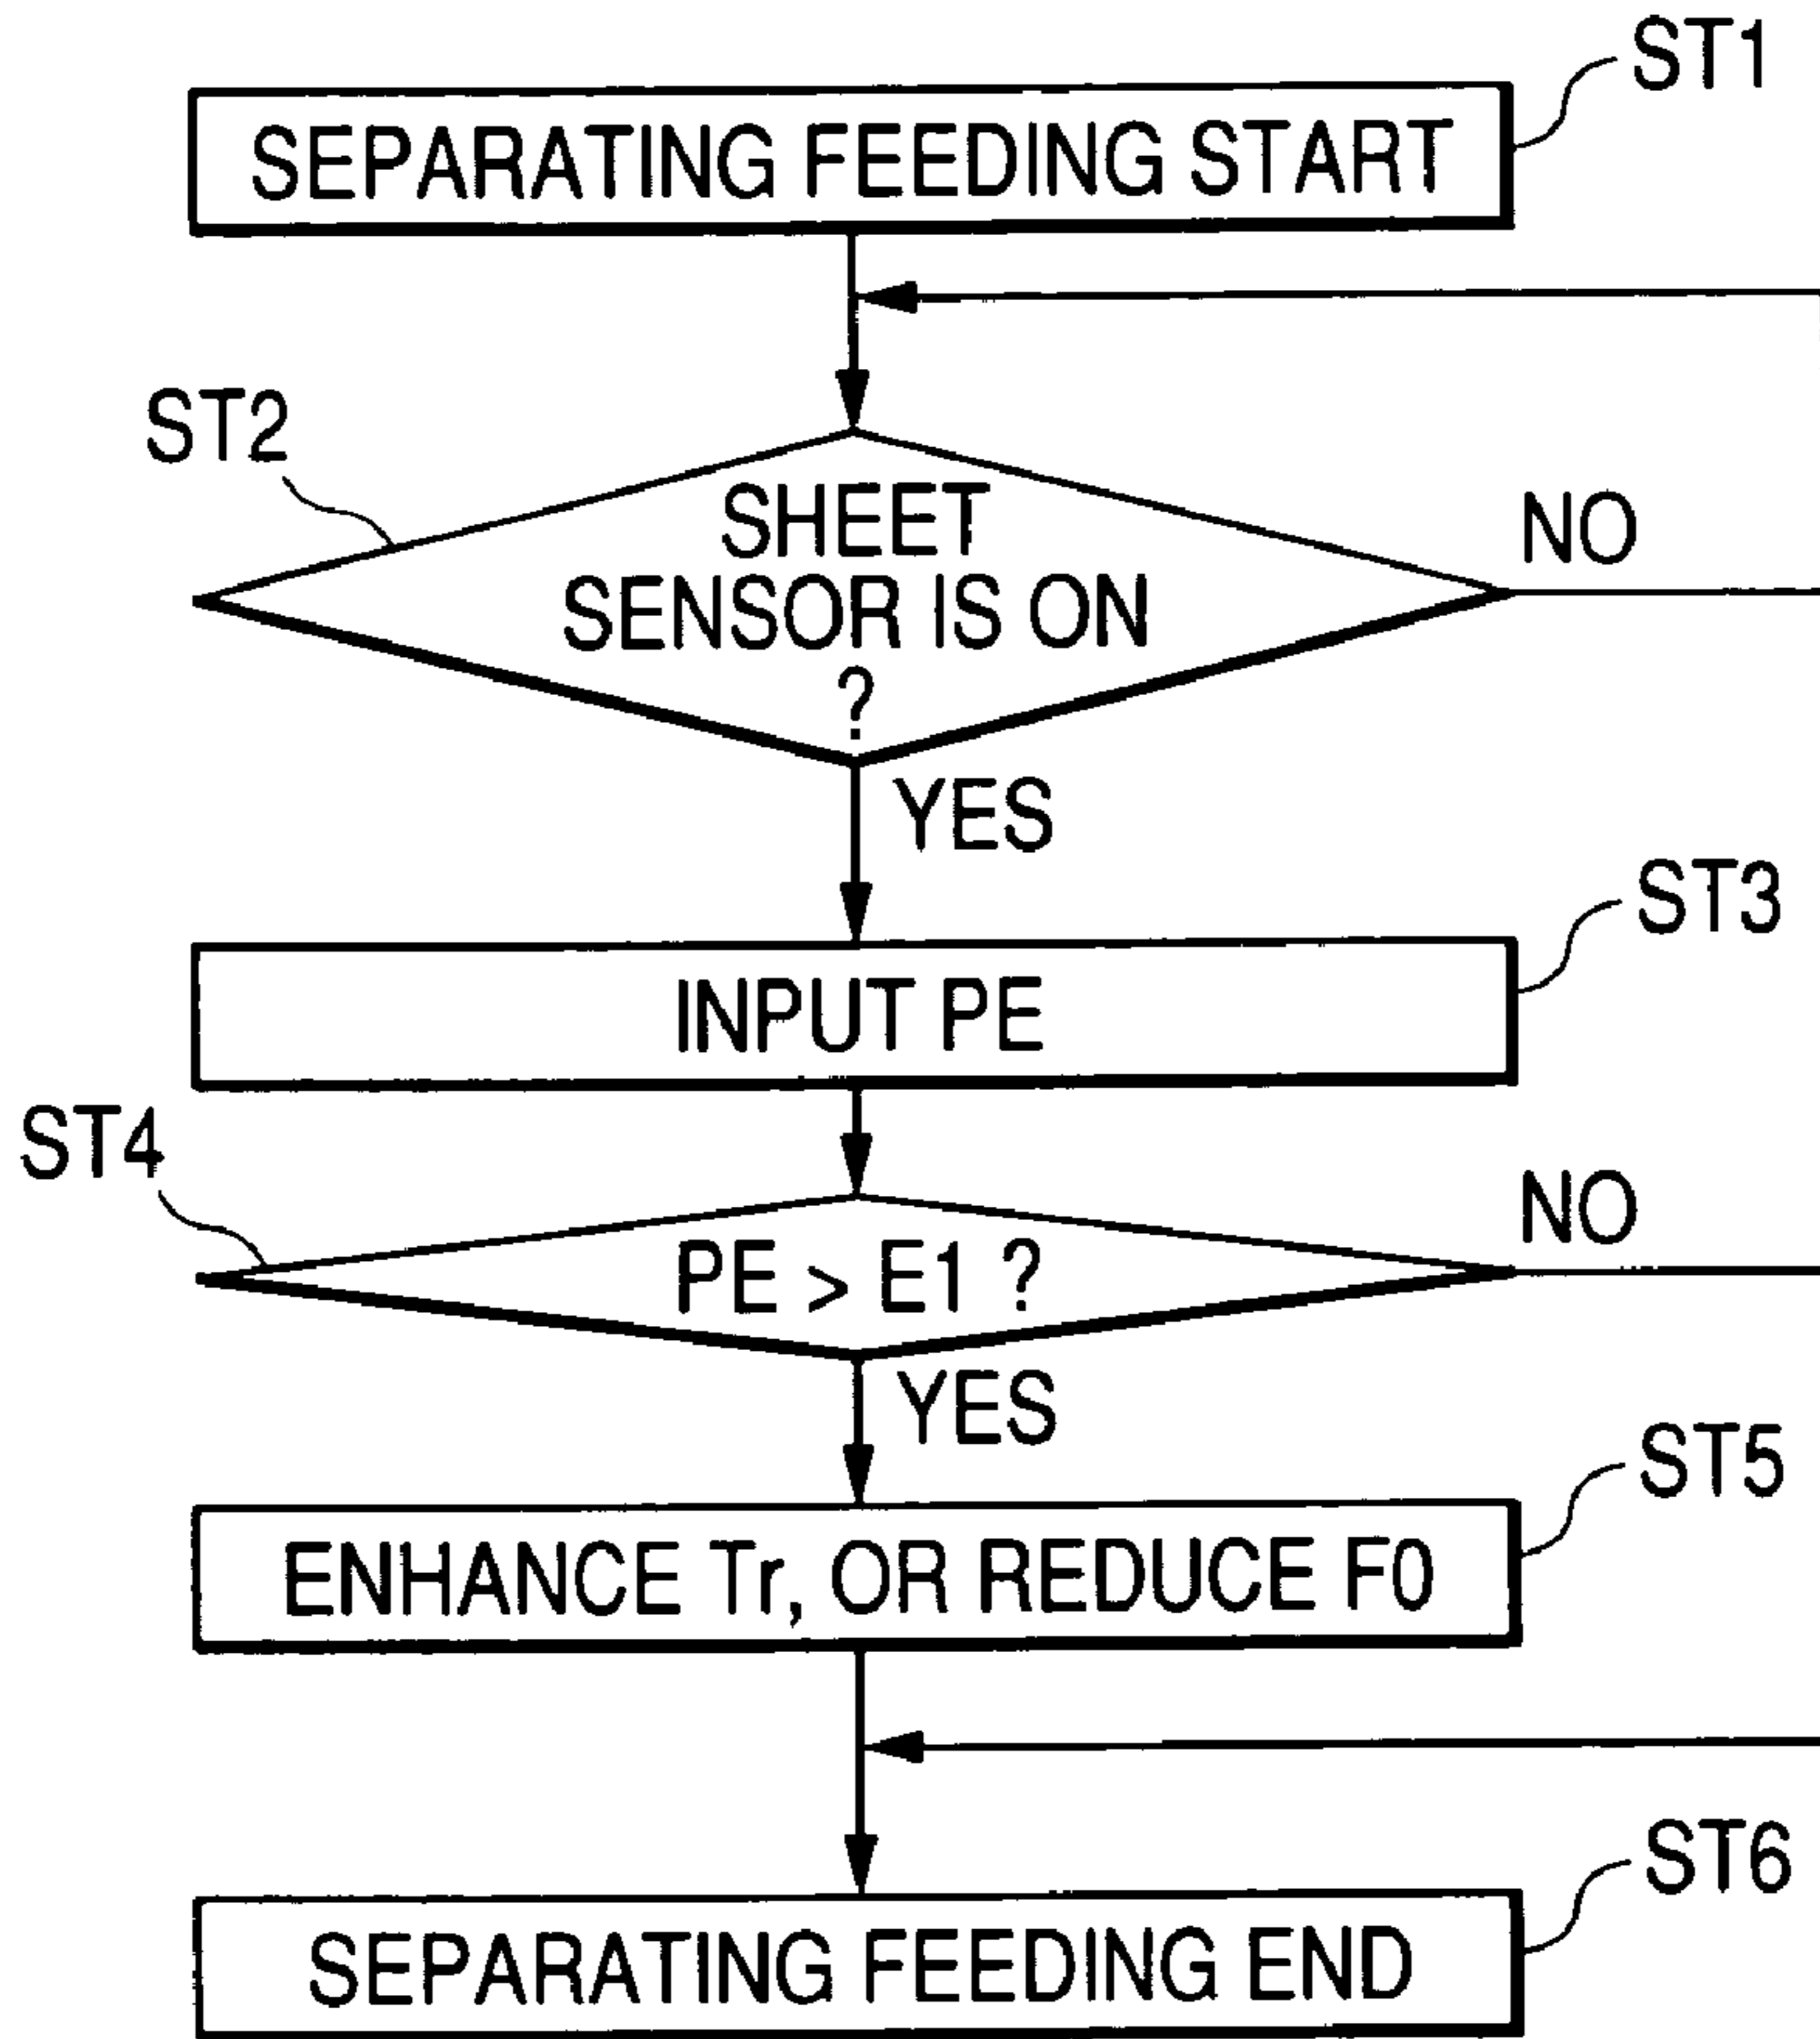 ST1
SEPARATING FEEDING START
ST2
SHEET
SENSOR IS ON
?
NO
YES
ST3
INPUT PE
ST4
PE > E1 ?
NO
YES
ST5
ENHANCE Tr, OR REDUCE F0
ST6
SEPARATING FEEDING END